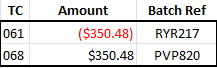 TC Amount Batch Ref
061 ($350.48) RYR217
068 $350.48 PVP820